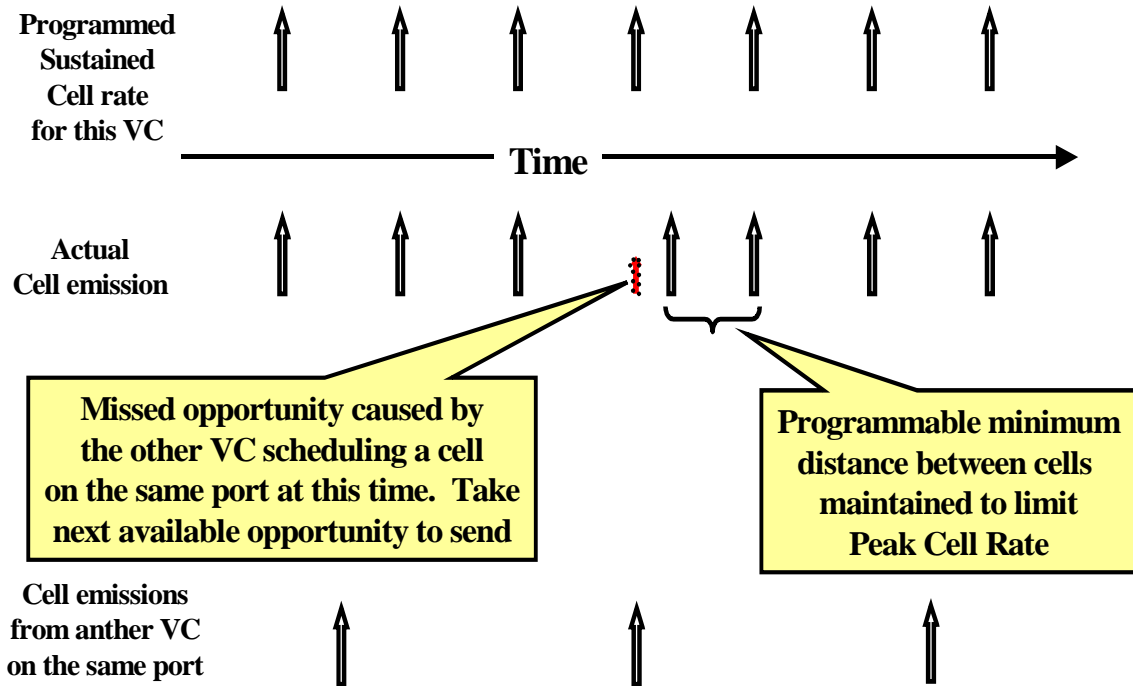 Programmed
Sustained
Cell rate
for this VC
Time
Actual
Cell emission
Missed opportunity caused by
the other VC scheduling a cell
on the same port at this time.  Take
next available opportunity to send
Programmable minimum
distance between cells
maintained to limit
Peak Cell Rate
Cell emissions
from anther VC
on the same port